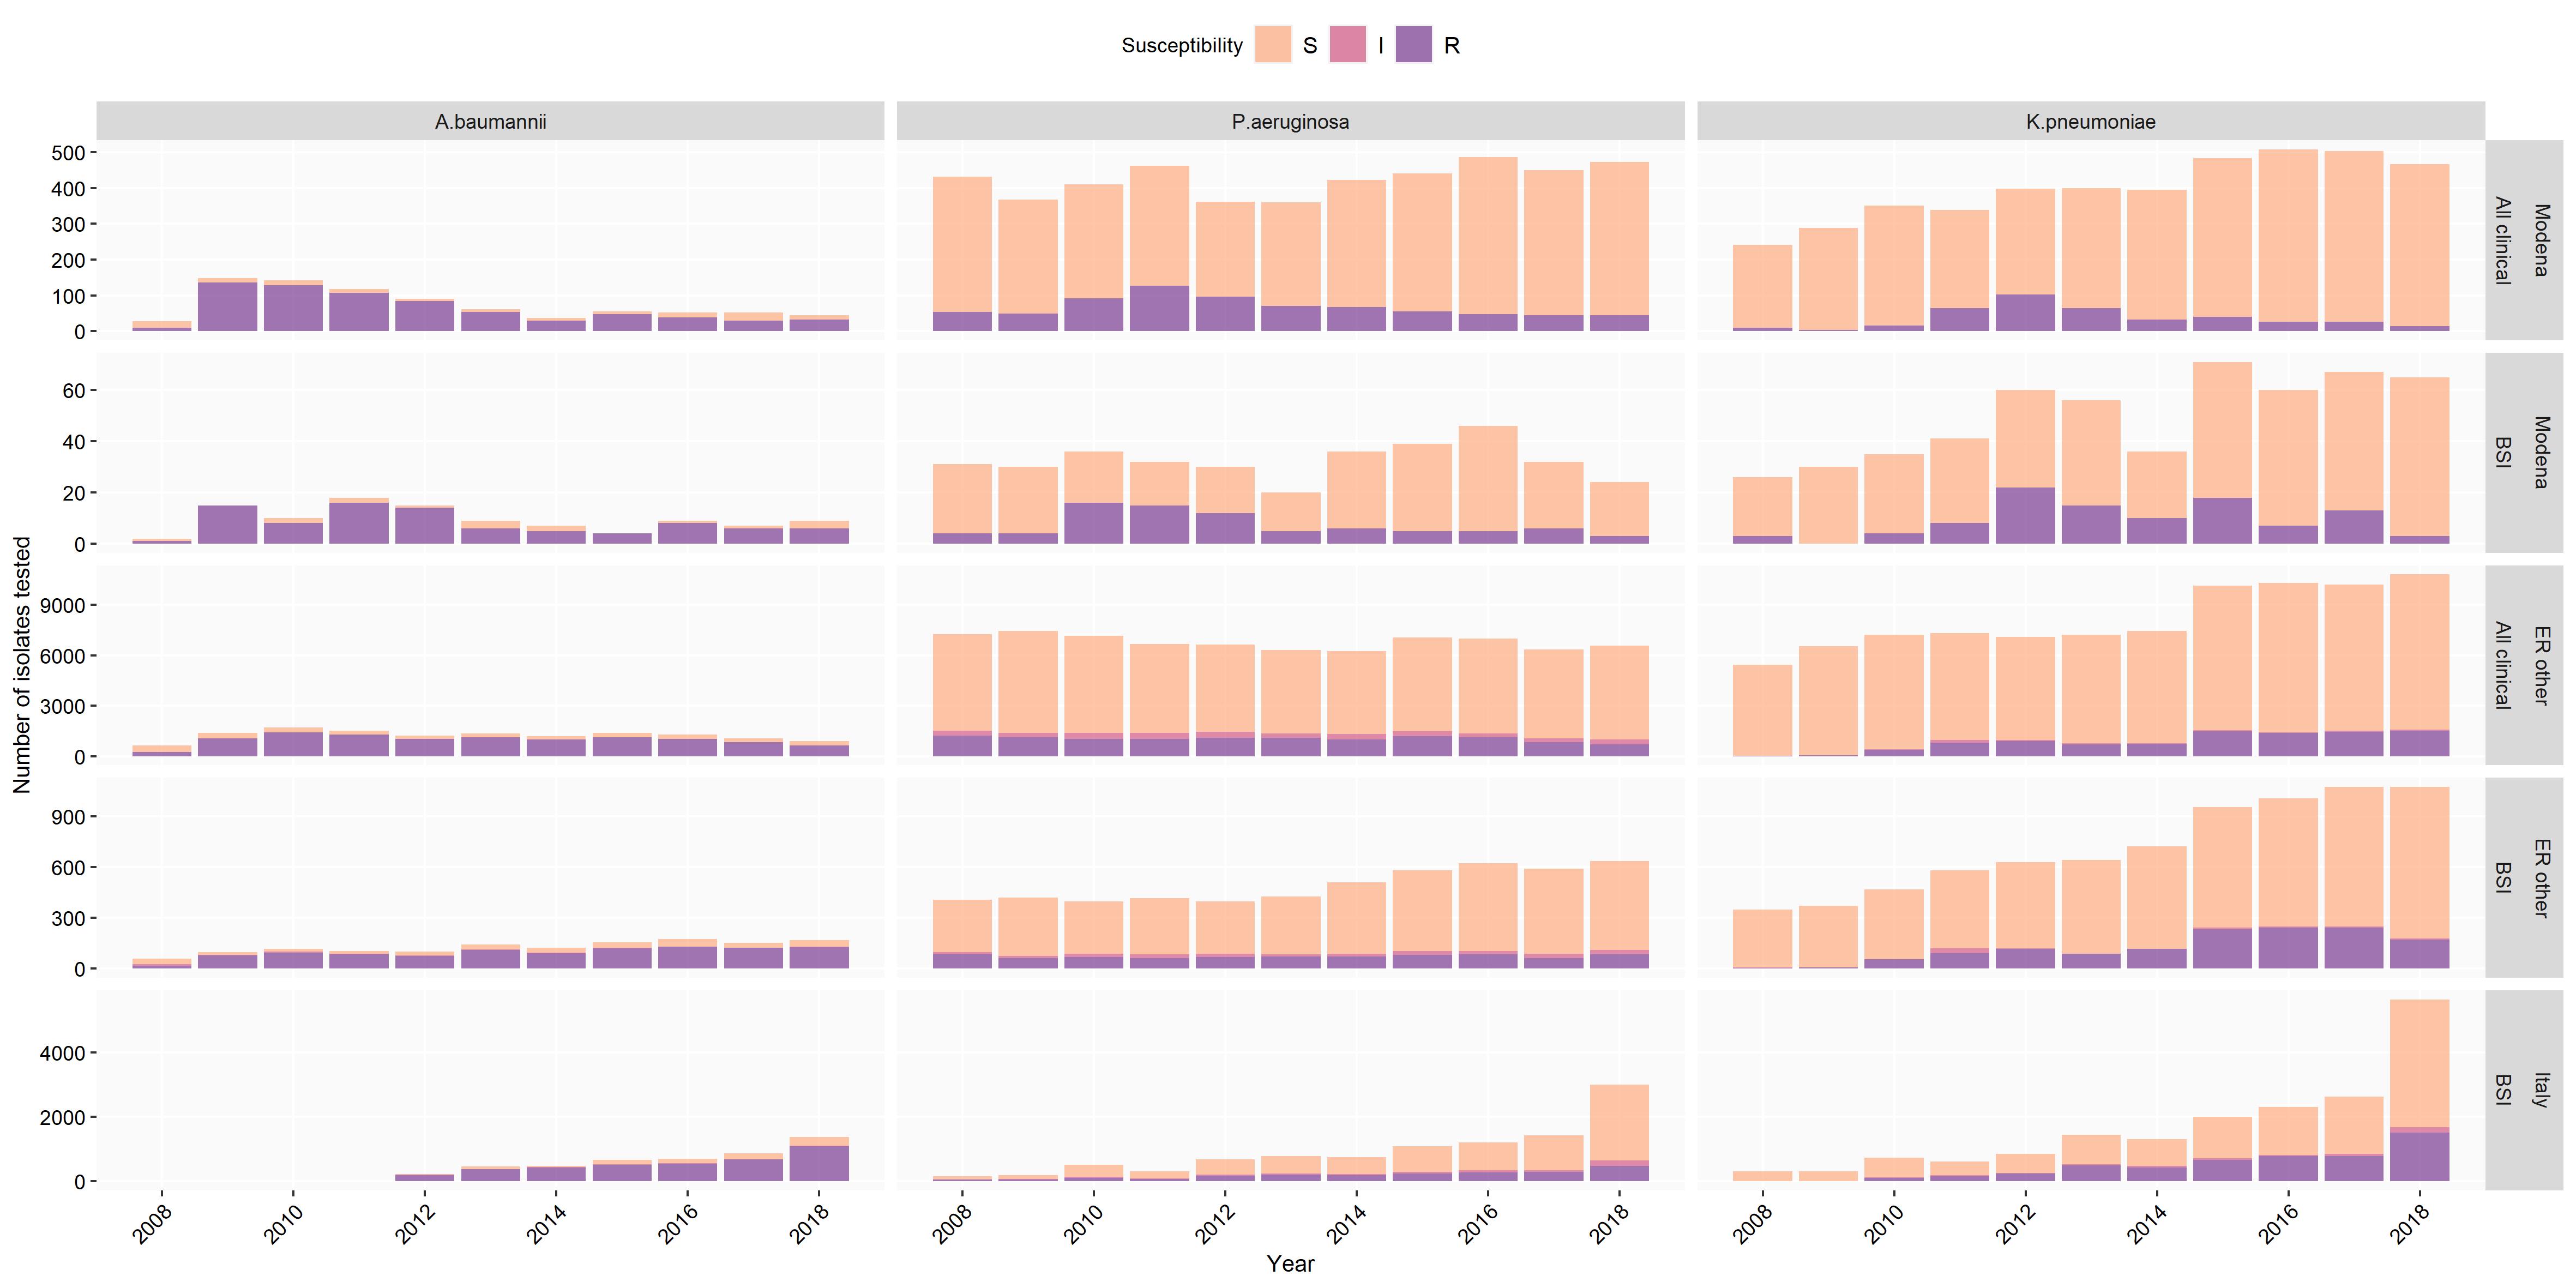 Susceptibility S I R
A.baumannii P.aeruginosa K.pneumoniae
500
400
300
200
100
0
All clinical
Modena
60
40
20
0
BSI
Modena
Number of isolates tested
9000
6000
3000
0
All clinical
ER other
900
600
300
0
BSI
ER other
4000
2000
0
BSI
Italy
2008 2010 2012 2014 2016 2018 2008 2010 2012 2014 2016 2018 2008 2010 2012 2014 2016 2018
Year